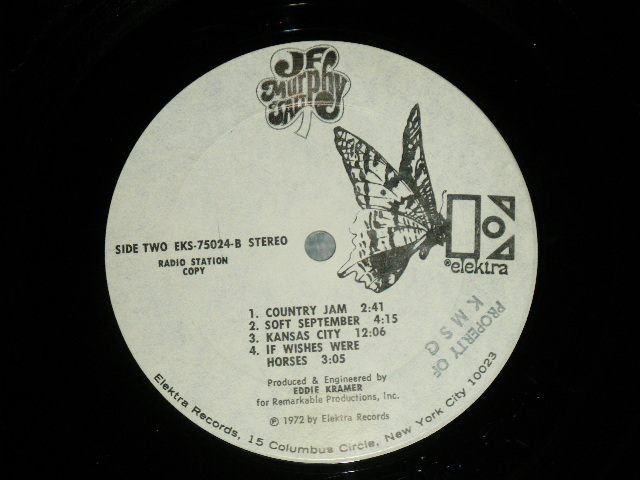 JF
Murphy
& SALT
elektra
SIDE TWO EKS-75024-B STEREO
RADIO STATION
COPY
1. COUNTRY JAM 2:41
2. SOFT SEPTEMBER 4:15
3. KANSAS CITY 12:06
4. IF WISHES WERE
HORSES 3:05
PROPERTY OF
K M S G
Produced & Engineered by
EDDIE KRAMER
for Remarkable Productions, Inc.
℗ 1972 by Elektra Records
Elektra Records, 15 Columbus Circle, New York City 10023